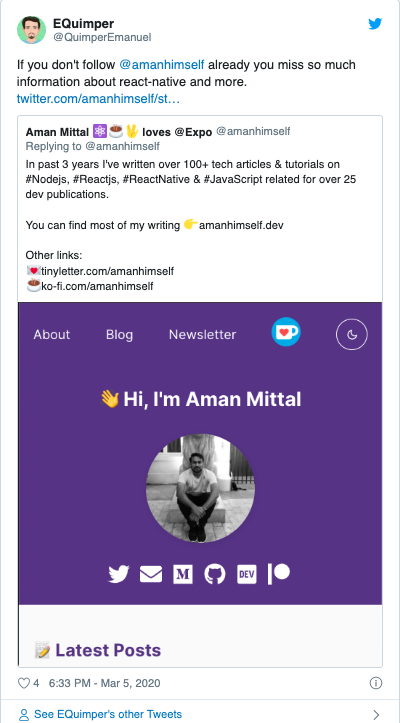 EQuimper
@QuimperEmanuel
If you don't follow @amanhimself already you miss so much
information about react-native and more.
twitter.com/amanhimself/st…
Aman Mittal ⚛️☕🖖 loves @Expo @amanhimself
Replying to @amanhimself
In past 3 years I've written over 100+ tech articles & tutorials on
#Nodejs, #Reactjs, #ReactNative & #JavaScript related for over 25
dev publications.
You can find most of my writing 👉amanhimself.dev
Other links:
💌tinyletter.com/amanhimself
☕ko-fi.com/amanhimself
About Blog Newsletter
👋 Hi, I'm Aman Mittal
M DEV
📝 Latest Posts
4 6:33 PM - Mar 5, 2020
See EQuimper's other Tweets